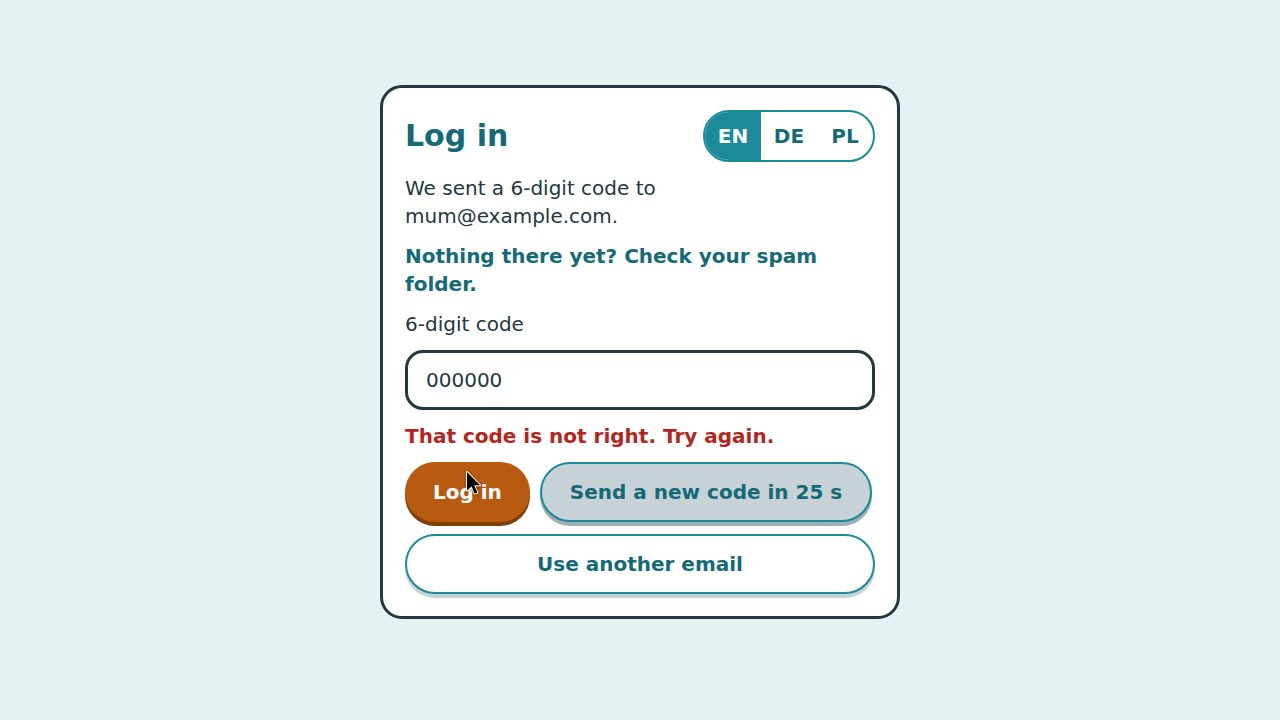 Log in
EN DE PL
We sent a 6-digit code to
mum@example.com.
Nothing there yet? Check your spam
folder.
6-digit code
000000
That code is not right. Try again.
Log in
Send a new code in 25 s
Use another email